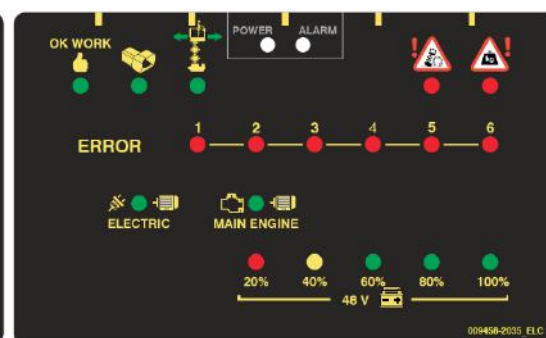 OK WORK
POWER ALARM
! !
kg
1 2 3 4 5 6
ERROR
ELECTRIC MAIN ENGINE
20% 40% 60% 80% 100%
48 V
009458-2035_ELC